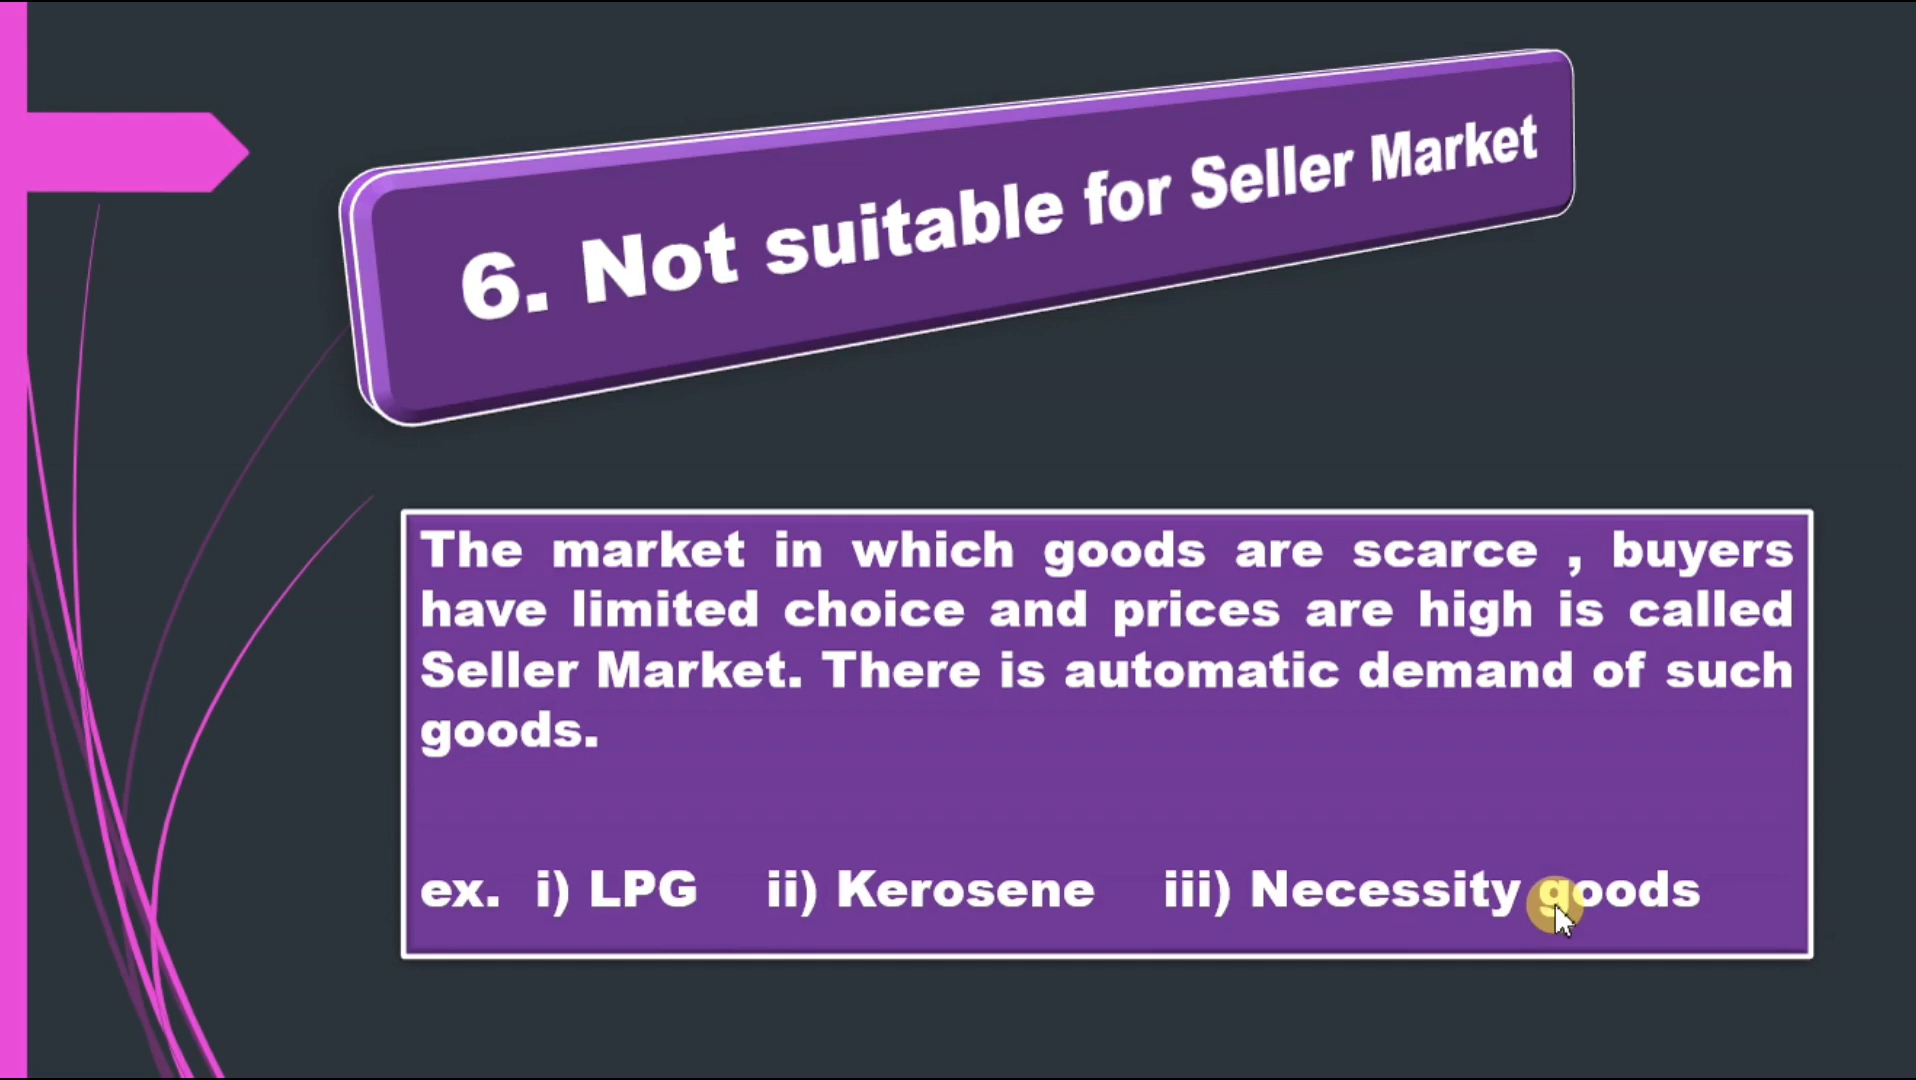 6. Not suitable for Seller Market
The market in which goods are scarce , buyers
have limited choice and prices are high is called
Seller Market. There is automatic demand of such
goods.
ex. i) LPG ii) Kerosene iii) Necessity goods